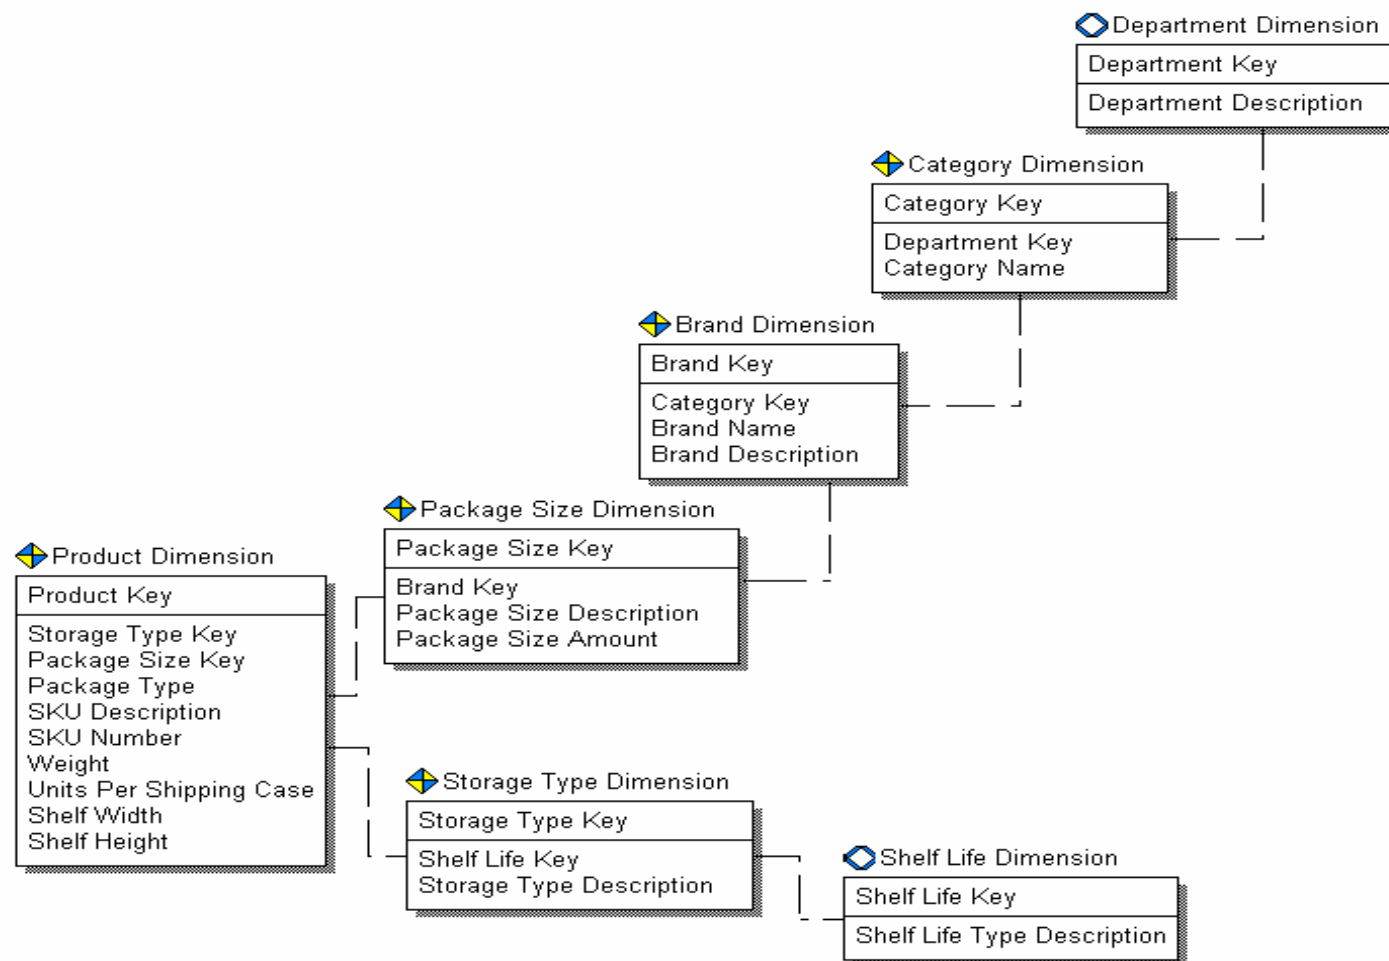 Department Dimension
Department Key
Department Description
Category Dimension
Category Key
Department Key
Category Name
Brand Dimension
Brand Key
Category Key
Brand Name
Brand Description
Package Size Dimension
Package Size Key
Brand Key
Package Size Description
Package Size Amount
Product Dimension
Product Key
Storage Type Key
Package Size Key
Package Type
SKU Description
SKU Number
Weight
Units Per Shipping Case
Shelf Width
Shelf Height
Storage Type Dimension
Storage Type Key
Shelf Life Key
Storage Type Description
Shelf Life Dimension
Shelf Life Key
Shelf Life Type Description